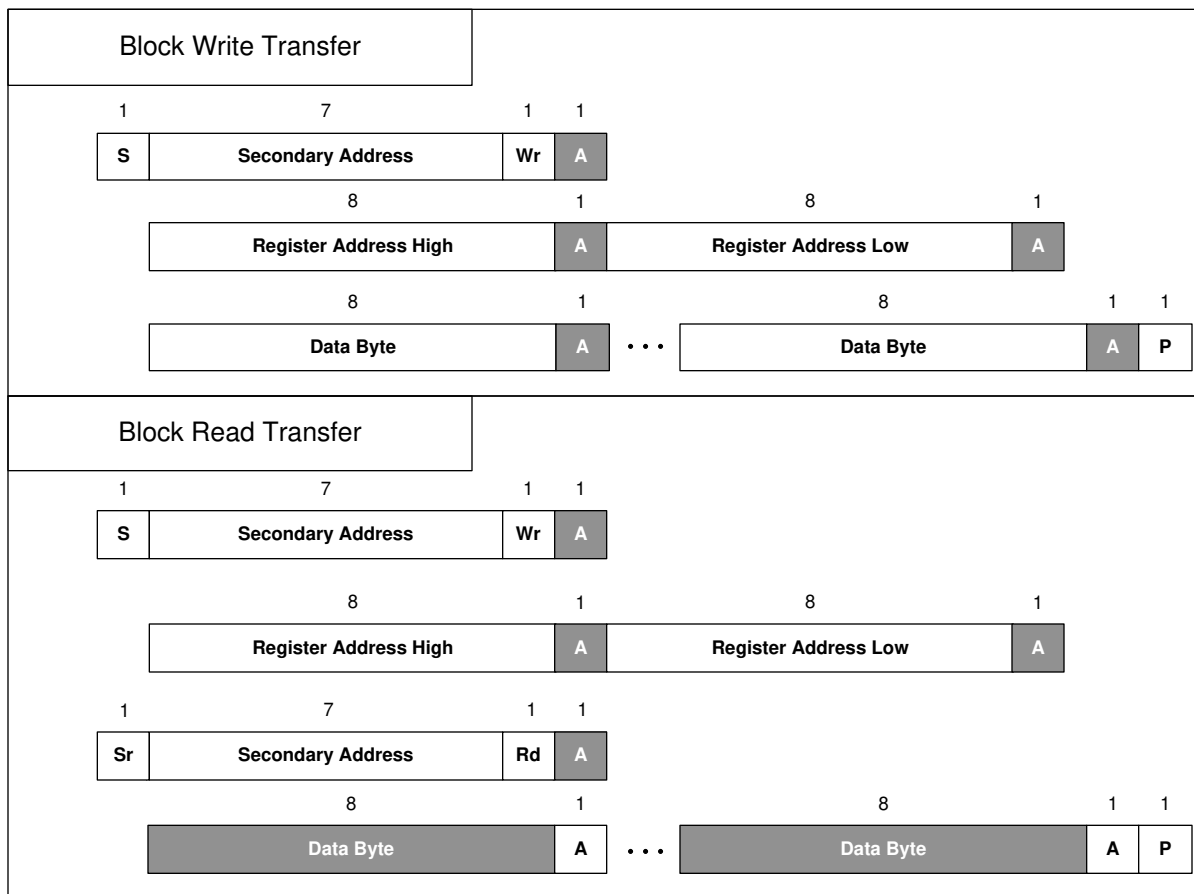 Block Write Transfer
1 7 1 1
S Secondary Address Wr A
8 1 8 1
Register Address High A Register Address Low A
8 1 8 1 1
Data Byte A • • • Data Byte A P
Block Read Transfer
1 7 1 1
S Secondary Address Wr A
8 1 8 1
Register Address High A Register Address Low A
1 7 1 1
Sr Secondary Address Rd A
8 1 8 1 1
Data Byte A • • • Data Byte A P